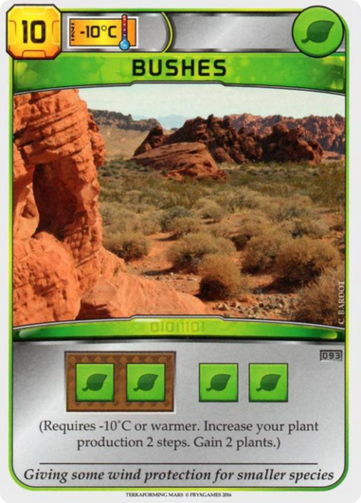 10
-10°C
BUSHES
C. BARDOT
093
(Requires -10°C or warmer. Increase your plant
production 2 steps. Gain 2 plants.)
Giving some wind protection for smaller species
TERRAFORMING MARS © FRYXGAMES 2016